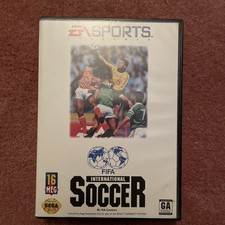 EA SPORTS
FIFA
INTERNATIONAL
SOCCER
16
MEG
SEGA
GA